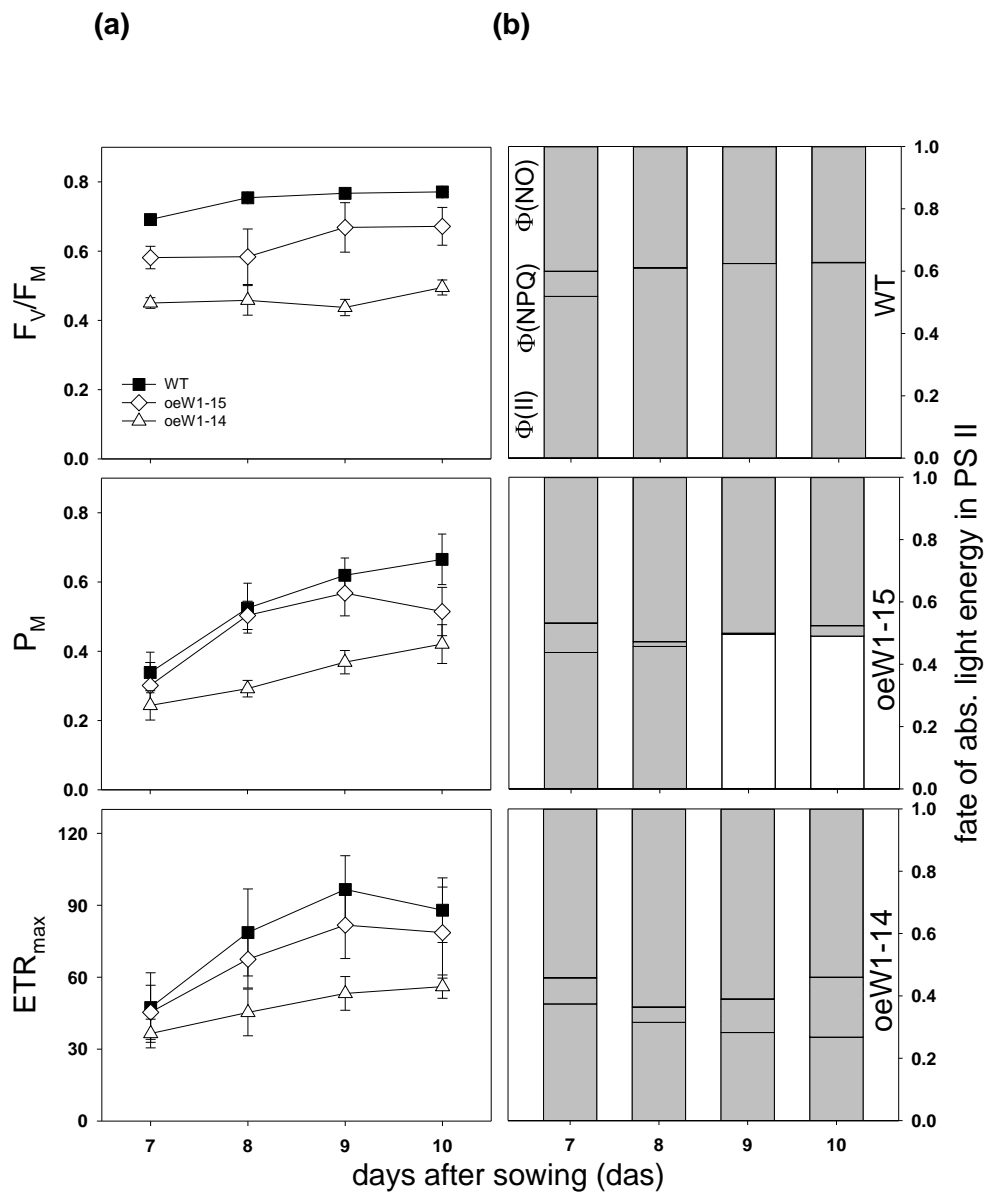 (a)
(b)
0.8
0.6
0.4
0.2
0.0
F_V/F_M
WT
oeW1-15
oeW1-14
Φ(NO)
Φ(NPQ)
Φ(II)
1.0
0.8
0.6
0.4
0.2
0.0
WT
7
8
9
10
0.8
0.6
0.4
0.2
0.0
P_M
1.0
0.8
0.6
0.4
0.2
0.0
oeW1-15
fate of abs. light energy in PS II
120
90
60
30
0
ETR_max
1.0
0.8
0.6
0.4
0.2
0.0
oeW1-14
7
8
9
10
7
8
9
10
days after sowing (das)